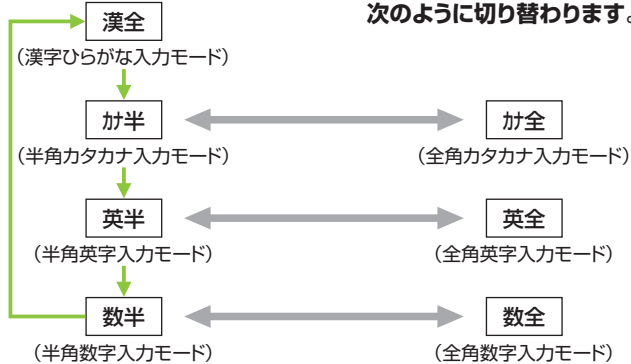 次のように切り替わります。
漢全
(漢字ひらがな入力モード)
ｶﾅ半 ｶﾅ全
(半角カタカナ入力モード) (全角カタカナ入力モード)
英半 英全
(半角英字入力モード) (全角英字入力モード)
数半 数全
(半角数字入力モード) (全角数字入力モード)